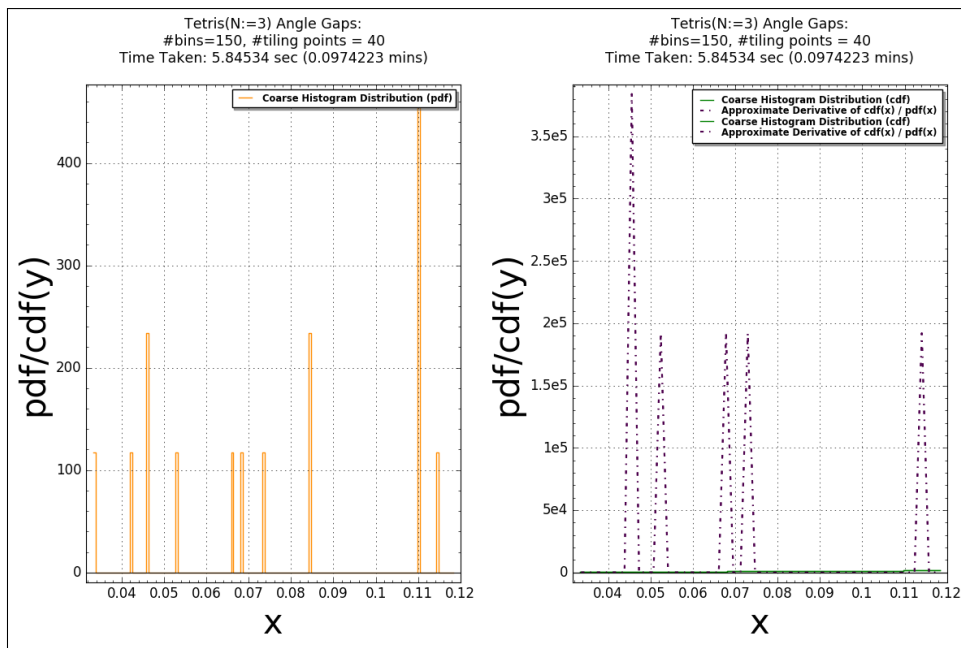 Tetris(N:=3) Angle Gaps:
#bins=150, #tiling points = 40
Time Taken: 5.84534 sec (0.0974223 mins)
Coarse Histogram Distribution (pdf)
400
300
200
100
0
0.04
0.05
0.06
0.07
0.08
0.09
0.1
0.11
0.12
pdf/cdf(y)
x
Tetris(N:=3) Angle Gaps:
#bins=150, #tiling points = 40
Time Taken: 5.84534 sec (0.0974223 mins)
Coarse Histogram Distribution (cdf)
Approximate Derivative of cdf(x) / pdf(x)
Coarse Histogram Distribution (cdf)
Approximate Derivative of cdf(x) / pdf(x)
3.5e5
3e5
2.5e5
2e5
1.5e5
1e5
5e4
0
0.04
0.05
0.06
0.07
0.08
0.09
0.1
0.11
0.12
pdf/cdf(y)
x